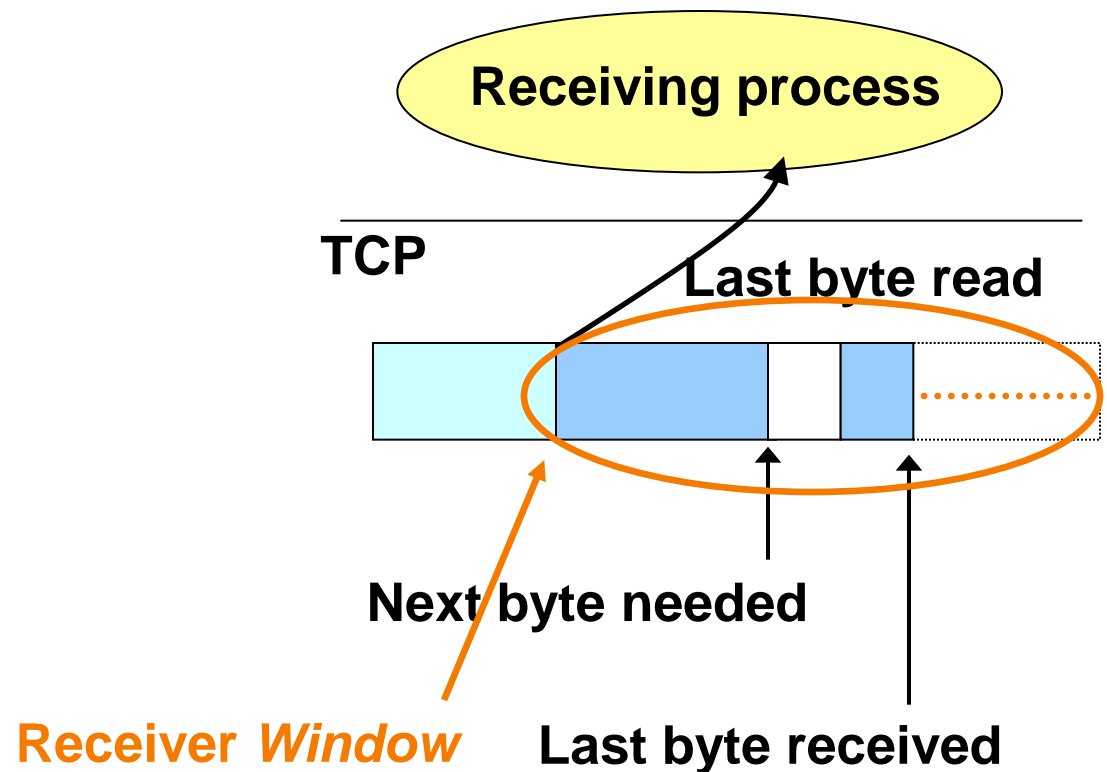 Receiving process
TCP
Last byte read
Next byte needed
Receiver Window
Last byte received